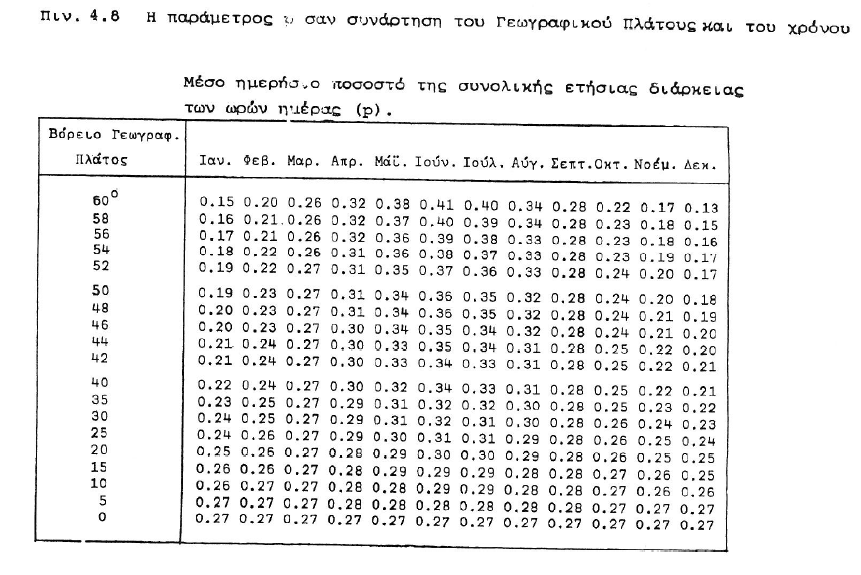 Πιν. 4.8 Η παράμετρος p σαν συνάρτηση του Γεωγραφικού Πλάτους και του χρόνου
Μέσο ημερήσιο ποσοστό της συνολικής ετήσιας διάρκειας
των ωρών ημέρας (p).
Βόρειο Γεωγραφ.
Πλάτος Ιαν. Φεβ. Μαρ. Απρ. Μάϊ. Ιούν. Ιούλ. Αύγ. Σεπτ. Οκτ. Νοέμ. Δεκ.
60° 0.15 0.20 0.26 0.32 0.38 0.41 0.40 0.34 0.28 0.22 0.17 0.13
58 0.16 0.21 0.26 0.32 0.37 0.40 0.39 0.34 0.28 0.23 0.18 0.15
56 0.17 0.21 0.26 0.32 0.36 0.39 0.38 0.33 0.28 0.23 0.18 0.16
54 0.18 0.22 0.26 0.31 0.36 0.38 0.37 0.33 0.28 0.23 0.19 0.17
52 0.19 0.22 0.27 0.31 0.35 0.37 0.36 0.33 0.28 0.24 0.20 0.17
50 0.19 0.23 0.27 0.31 0.34 0.36 0.35 0.32 0.28 0.24 0.20 0.18
48 0.20 0.23 0.27 0.31 0.34 0.36 0.35 0.32 0.28 0.24 0.21 0.19
46 0.20 0.23 0.27 0.30 0.34 0.35 0.34 0.32 0.28 0.24 0.21 0.20
44 0.21 0.24 0.27 0.30 0.33 0.35 0.34 0.31 0.28 0.25 0.22 0.20
42 0.21 0.24 0.27 0.30 0.33 0.34 0.33 0.31 0.28 0.25 0.22 0.21
40 0.22 0.24 0.27 0.30 0.32 0.34 0.33 0.31 0.28 0.25 0.22 0.21
35 0.23 0.25 0.27 0.29 0.31 0.32 0.32 0.30 0.28 0.25 0.23 0.22
30 0.24 0.25 0.27 0.29 0.31 0.32 0.31 0.30 0.28 0.26 0.24 0.23
25 0.24 0.26 0.27 0.29 0.30 0.31 0.31 0.29 0.28 0.26 0.25 0.24
20 0.25 0.26 0.27 0.28 0.29 0.30 0.30 0.29 0.28 0.26 0.25 0.25
15 0.26 0.26 0.27 0.28 0.29 0.29 0.29 0.28 0.28 0.27 0.26 0.25
10 0.26 0.27 0.27 0.28 0.28 0.29 0.29 0.28 0.28 0.27 0.26 0.26
5 0.27 0.27 0.27 0.28 0.28 0.28 0.28 0.28 0.28 0.27 0.27 0.27
0 0.27 0.27 0.27 0.27 0.27 0.27 0.27 0.27 0.27 0.27 0.27 0.27